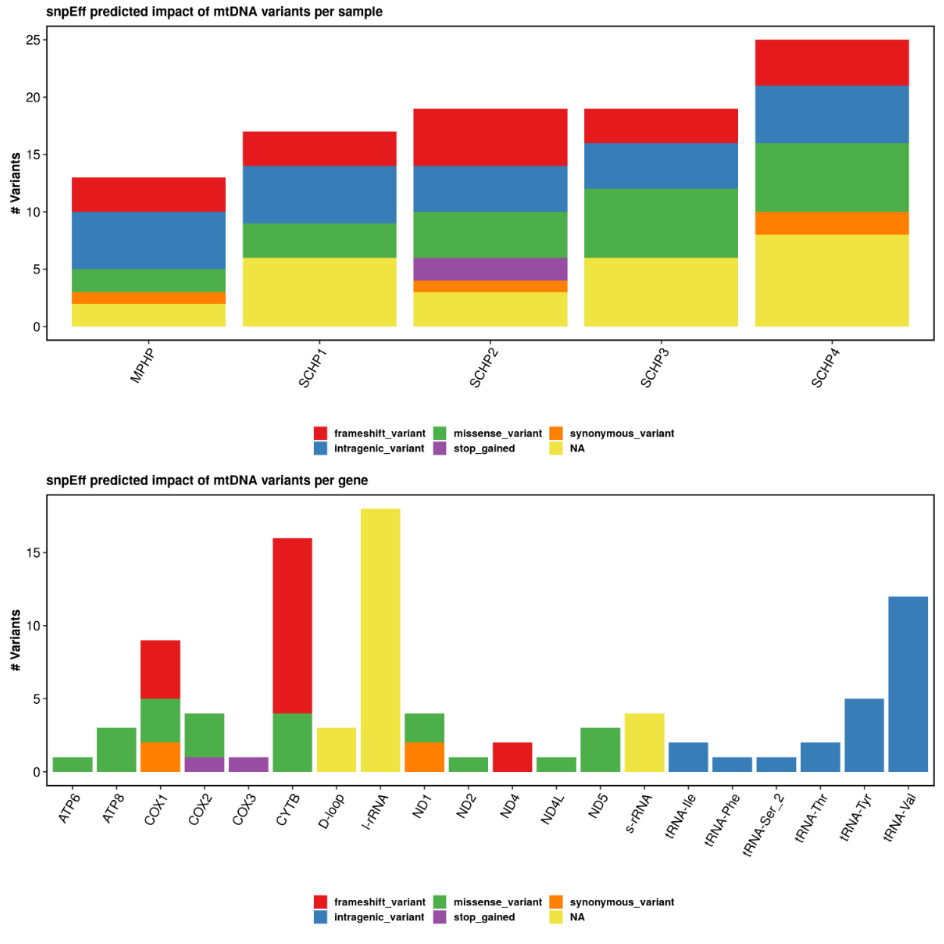 snpEff predicted impact of mtDNA variants per sample
25
20
15
10
5
0
# Variants
MPHP
SCHP1
SCHP2
SCHP3
SCHP4
frameshift_variant missense_variant synonymous_variant
intragenic_variant stop_gained NA
snpEff predicted impact of mtDNA variants per gene
15
10
5
0
# Variants
ATP6
ATP8
COX1
COX2
COX3
CYTB
D-loop
l-rRNA
ND1
ND2
ND4
ND4L
ND5
s-rRNA
tRNA-Ile
tRNA-Phe
tRNA-Ser_2
tRNA-Thr
tRNA-Tyr
tRNA-Val
frameshift_variant missense_variant synonymous_variant
intragenic_variant stop_gained NA